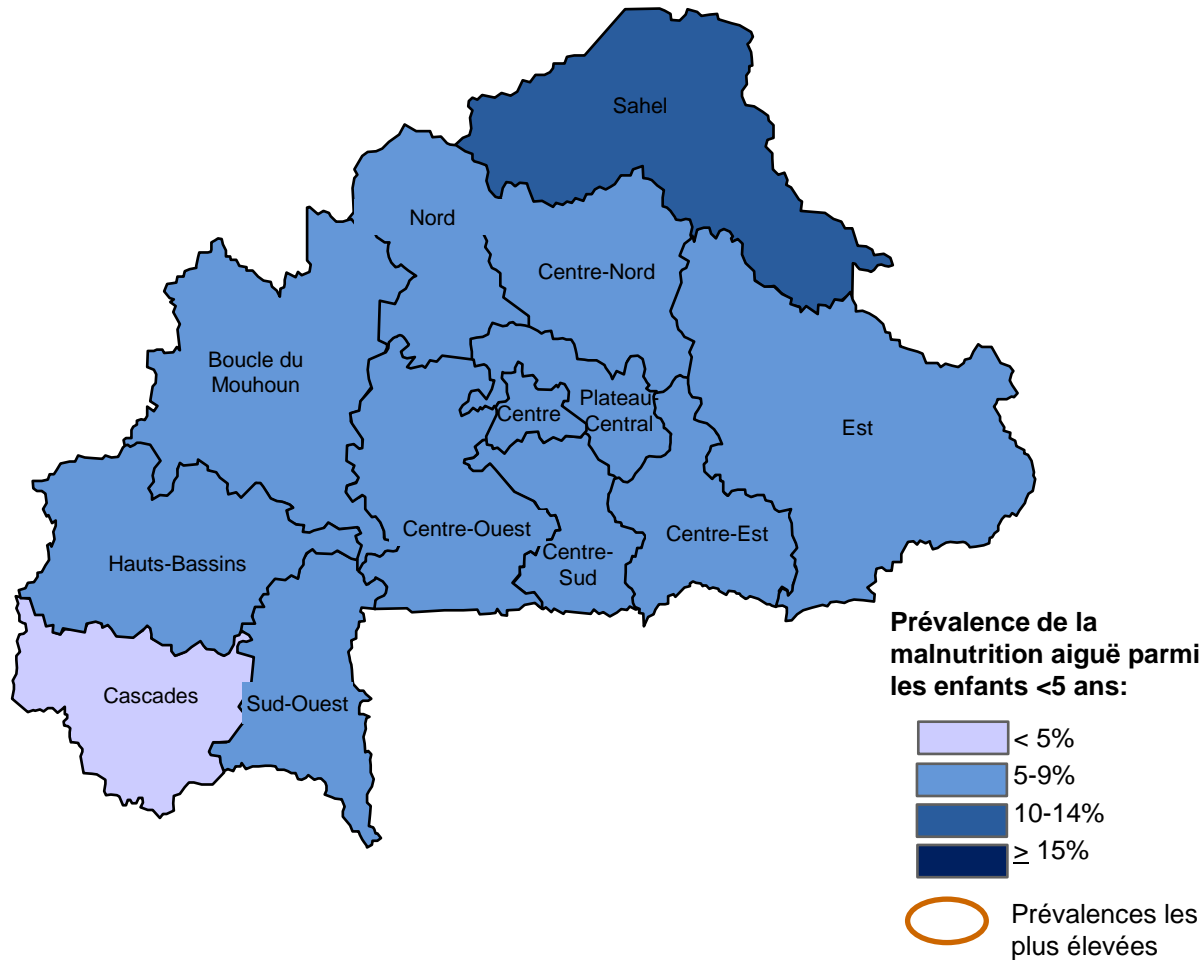 Sahel
Nord
Centre-Nord
Boucle du
Mouhoun
Plateau-
Central
Centre
Est
Centre-Ouest
Centre-Est
Centre-
Sud
Hauts-Bassins
Cascades
Sud-Ouest
Prévalence de la
malnutrition aiguë parmi
les enfants <5 ans:
< 5%
5-9%
10-14%
≥ 15%
Prévalences les
plus élevées